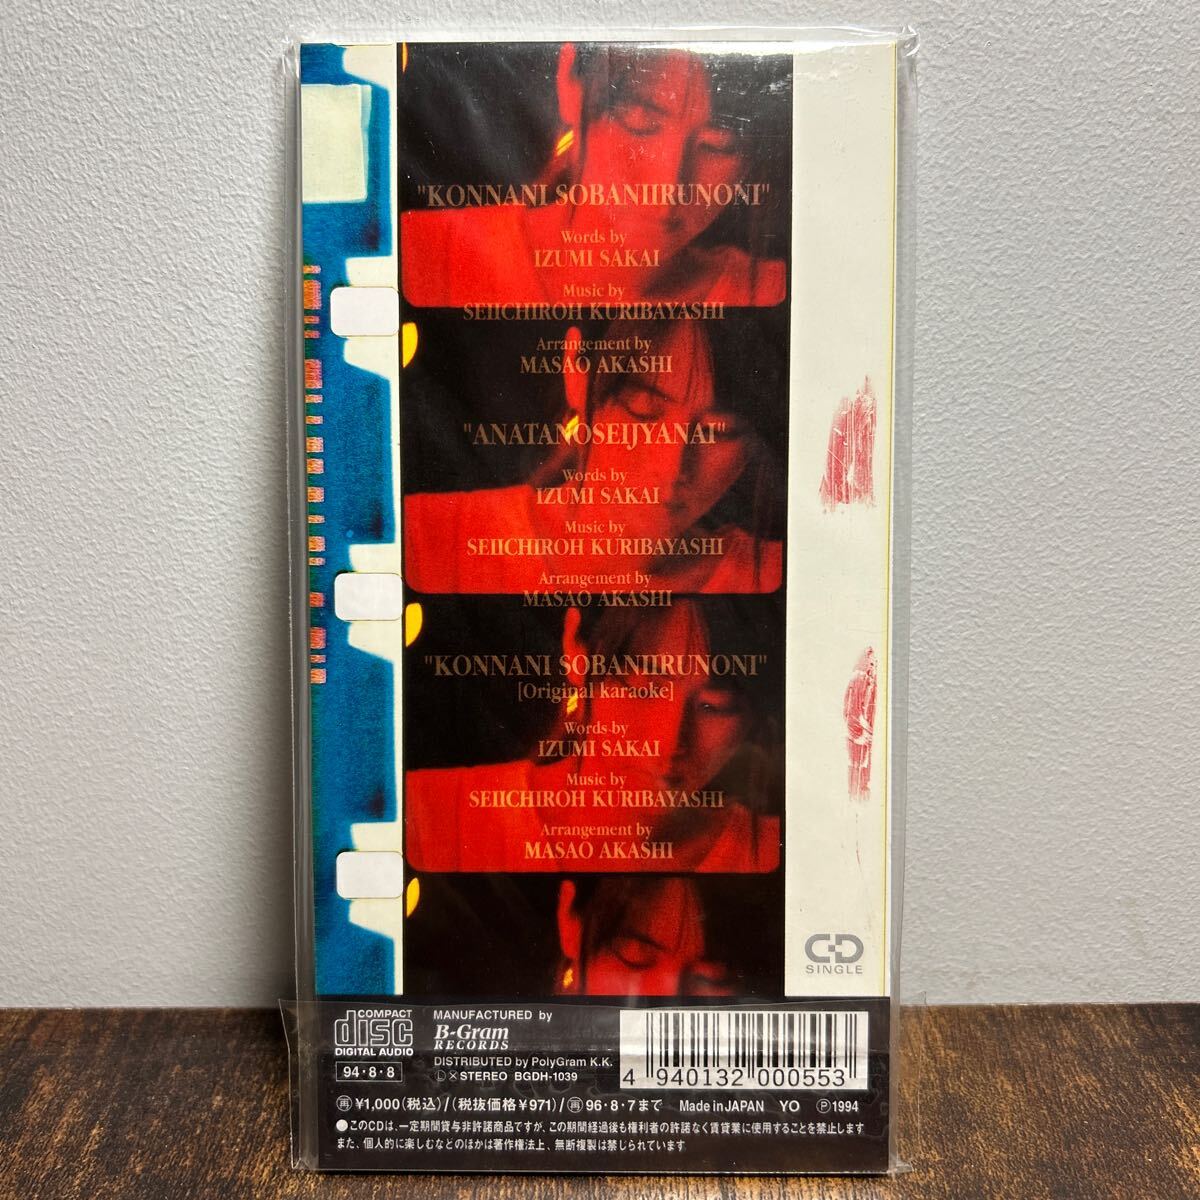 "KONNANI SOBANIIRUNONI"
Words by
IZUMI SAKAI
Music by
SEIICHIROH KURIBAYASHI
Arrangement by
MASAO AKASHI
"ANATANOSEIJYANAI"
Words by
IZUMI SAKAI
Music by
SEIICHIROH KURIBAYASHI
Arrangement by
MASAO AKASHI
"KONNANI SOBANIIRUNONI"
[Original karaoke]
Words by
IZUMI SAKAI
Music by
SEIICHIROH KURIBAYASHI
Arrangement by
MASAO AKASHI
CD
SINGLE
COMPACT
disc
DIGITAL AUDIO
94・8・8
MANUFACTURED by
B-Gram
RECORDS
DISTRIBUTED by PolyGram K.K.
Ⓛ×STEREO BGDH-1039
4 940132 000553
㊢¥1,000(税込)/(税抜価格¥971)/㊢96・8・7まで Made in JAPAN YO Ⓟ1994
●このCDは、一定期間貸与非許諾商品ですが、この期間経過後も権利者の許諾なく賃貸業に使用することを禁止します
また、個人的に楽しむなどのほかは著作権法上、無断複製は禁じられています